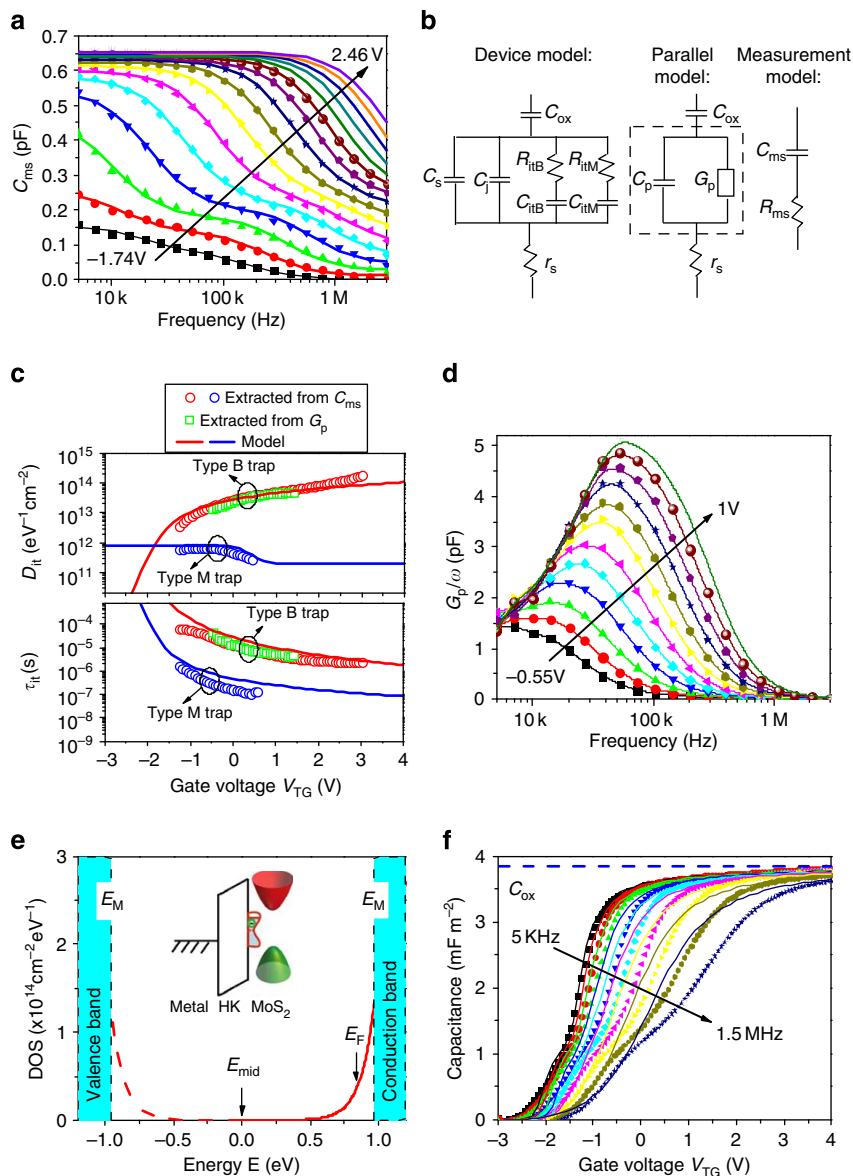 a
0.7
0.6
0.5
0.4
0.3
0.2
0.1
0.0
C_ms (pF)
2.46 V
−1.74V
10 k
100 k
1 M
Frequency (Hz)
b
Device model:
Parallel model:
Measurement model:
C_ox
C_s
C_j
R_itB
R_itM
C_itB
C_itM
r_s
C_ox
C_p
G_p
r_s
C_ms
R_ms
c
Extracted from C_ms
Extracted from G_p
Model
10^15
10^14
10^13
10^12
10^11
D_it (eV^−1cm^−2)
Type B trap
Type M trap
10^−4
10^−5
10^−6
10^−7
10^−8
10^−9
τ_it(s)
Type B trap
Type M trap
−3 −2 −1 0 1 2 3 4
Gate voltage V_TG (V)
d
5
4
3
2
1
0
G_p/ω (pF)
1V
−0.55V
10 k
100 k
1 M
Frequency (Hz)
e
3
2
1
0
DOS (x10^14cm^−2eV^−1)
E_M
E_M
Valence band
Conduction band
Metal HK MoS_2
E_mid
E_F
−1.0 −0.5 0.0 0.5 1.0
Energy E (eV)
f
4
3
2
1
0
Capacitance (mF m^−2)
C_ox
5 KHz
1.5 MHz
−3 −2 −1 0 1 2 3 4
Gate voltage V_TG (V)